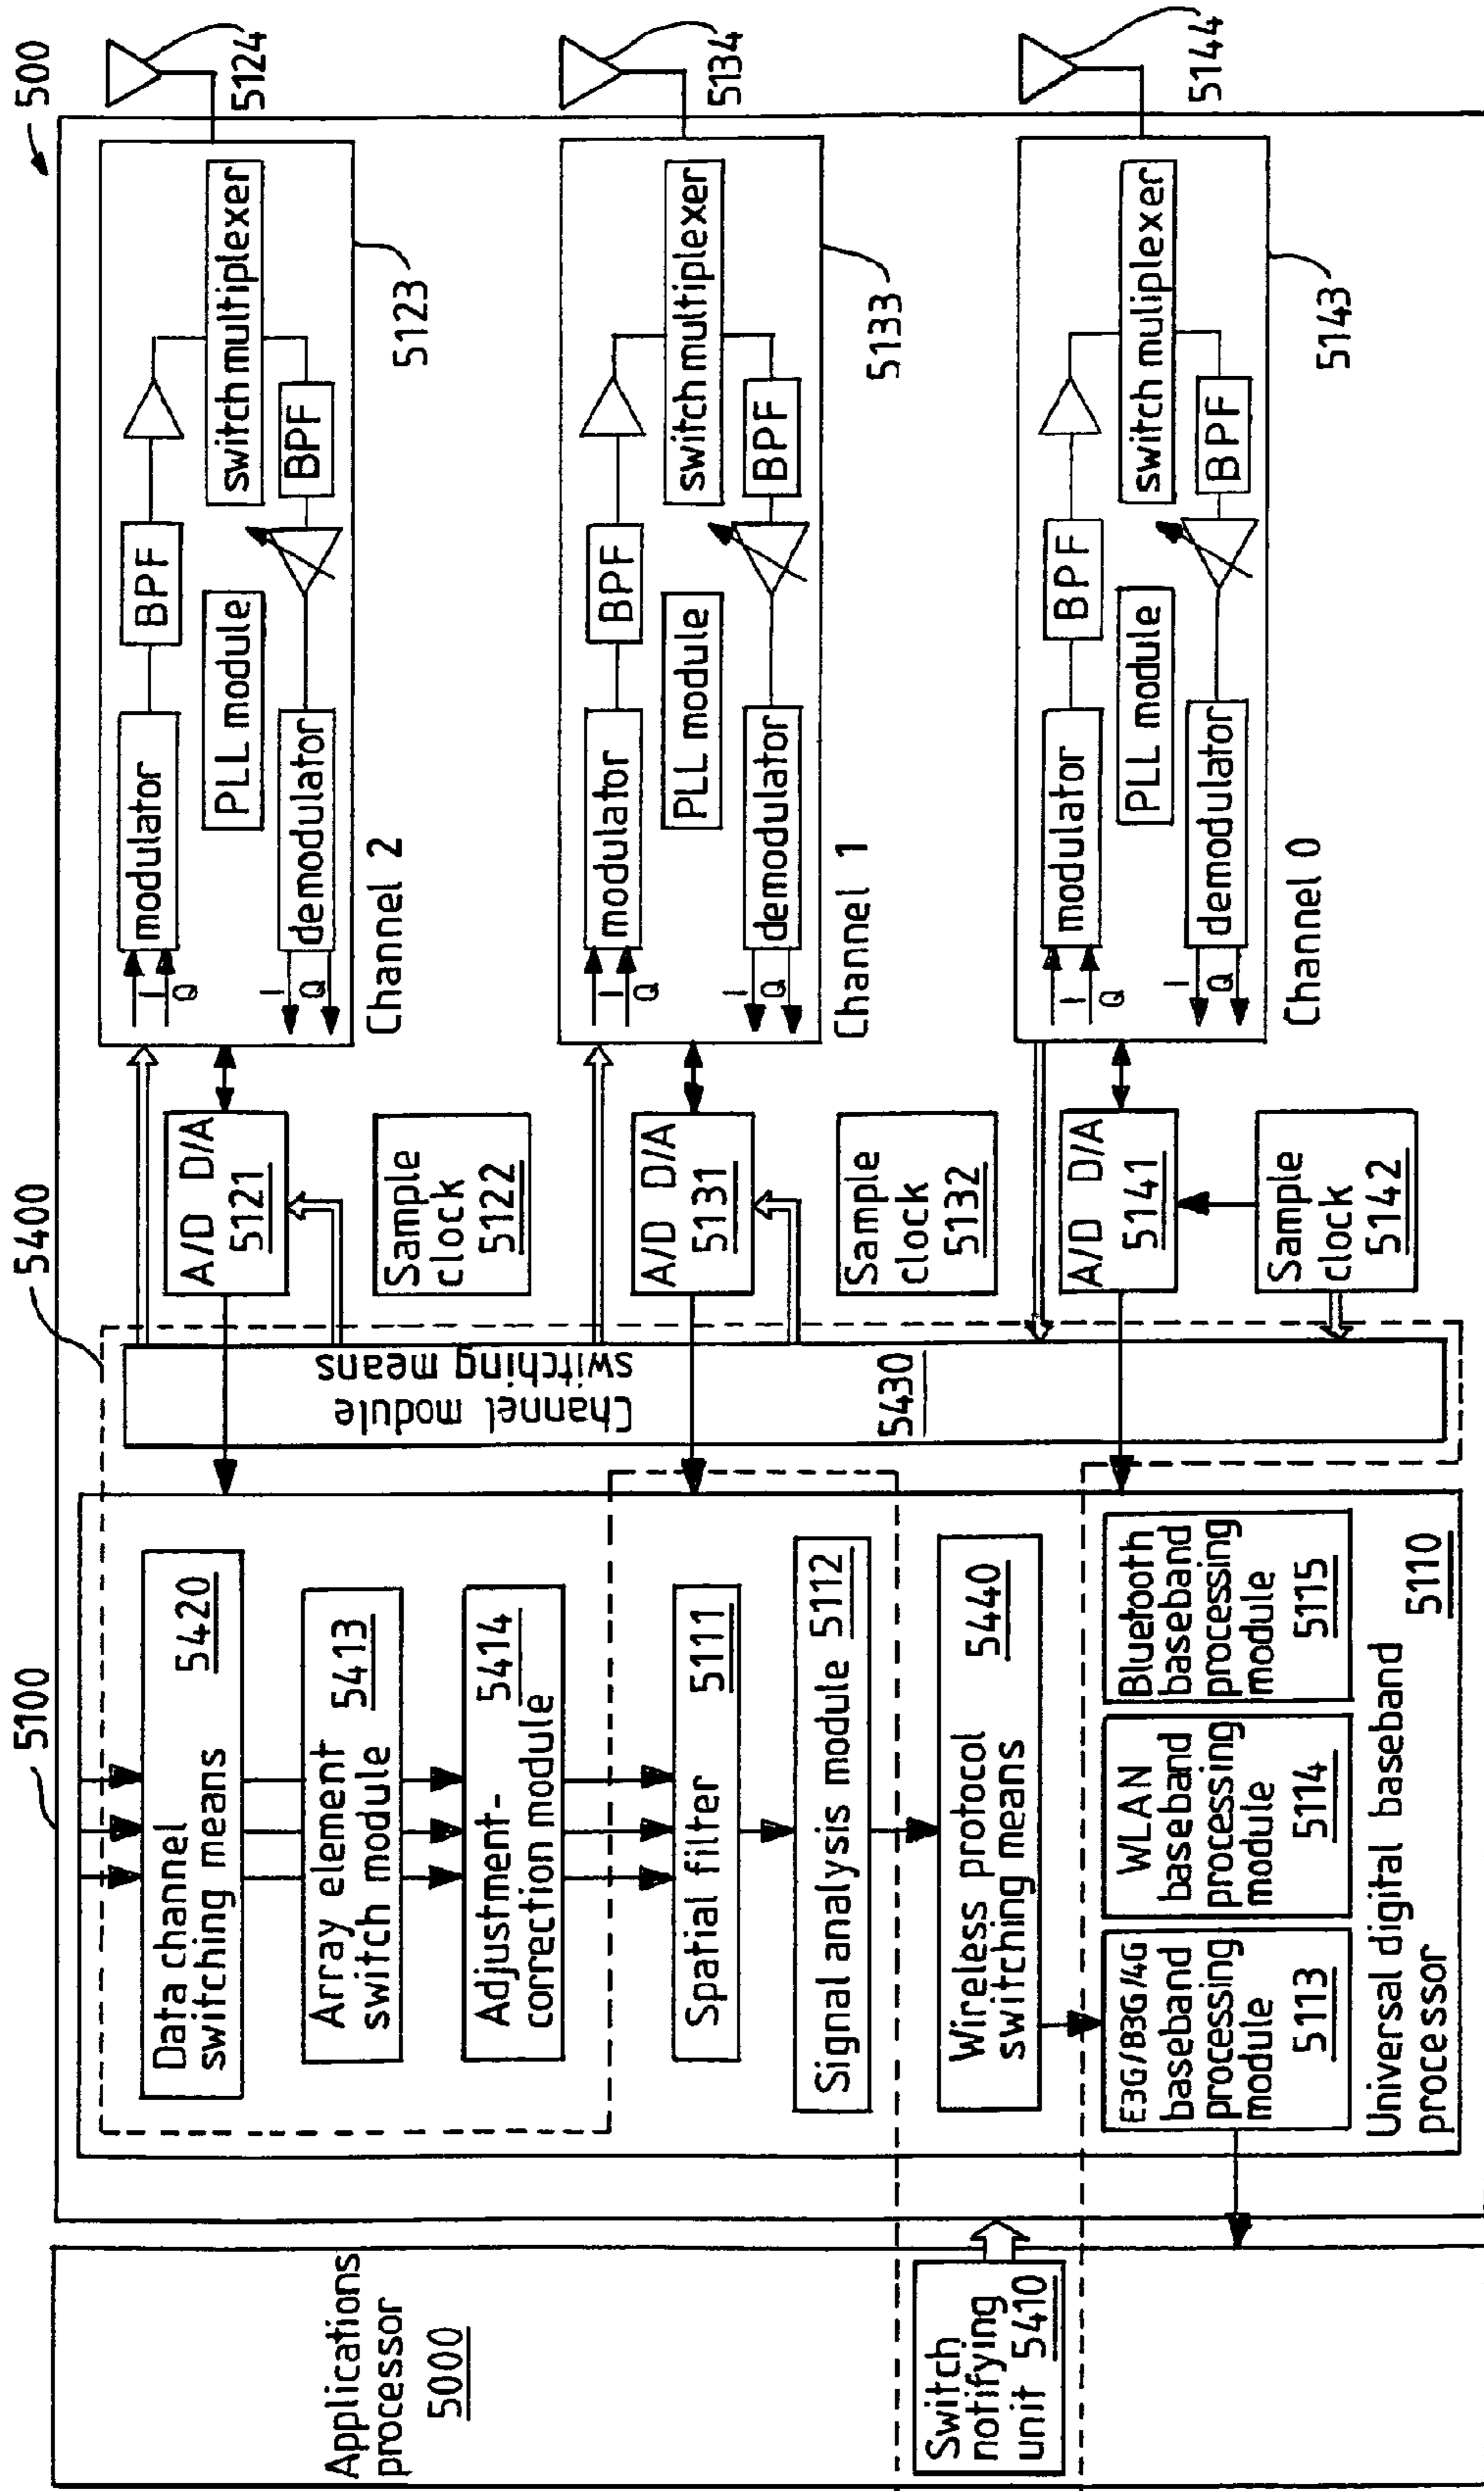 500
5100
5400
Applications
processor
5000
Switch
notifying
unit 5410
Data channel
switching means
5420
Array element
switch module
5413
Adjustment-
correction module
5414
Spatial filter
5111
Signal analysis module 5112
Wireless protocol
switching means
5440
E3G/B3G/4G
baseband
processing
module
5113
WLAN
baseband
processing
module
5114
Bluetooth
baseband
processing
module
5115
Universal digital baseband
processor
5110
Channel module
switching means
5430
A/D D/A
5121
Sample
clock
5122
modulator
I
Q
BPF
PLL module
switch multiplexer
demodulator
I
Q
BPF
Channel 2
5123
5124
A/D D/A
5131
Sample
clock
5132
modulator
I
Q
BPF
PLL module
switch multiplexer
demodulator
I
Q
BPF
Channel 1
5133
5134
A/D D/A
5141
Sample
clock
5142
modulator
I
Q
BPF
PLL module
switch muliplexer
demodulator
I
Q
BPF
Channel 0
5143
5144